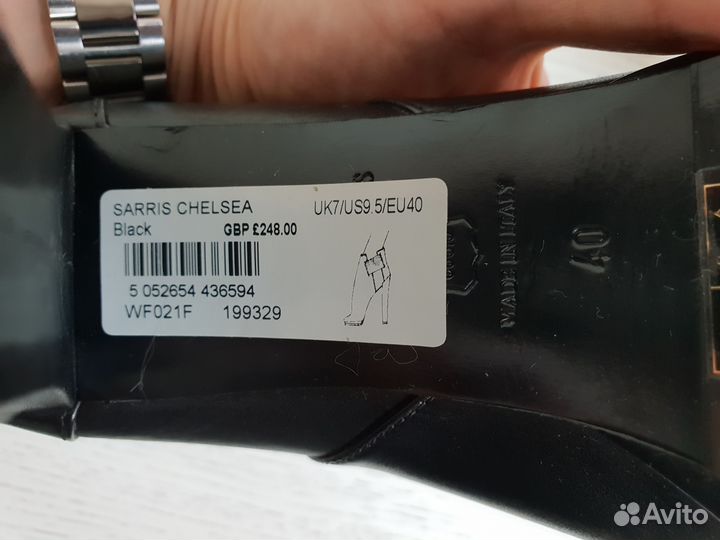 SARRIS CHELSEA UK7/US9.5/EU40
Black GBP £248.00
5 052654 436594
WF021F 199329
MADE IN ITALY
40
Avito